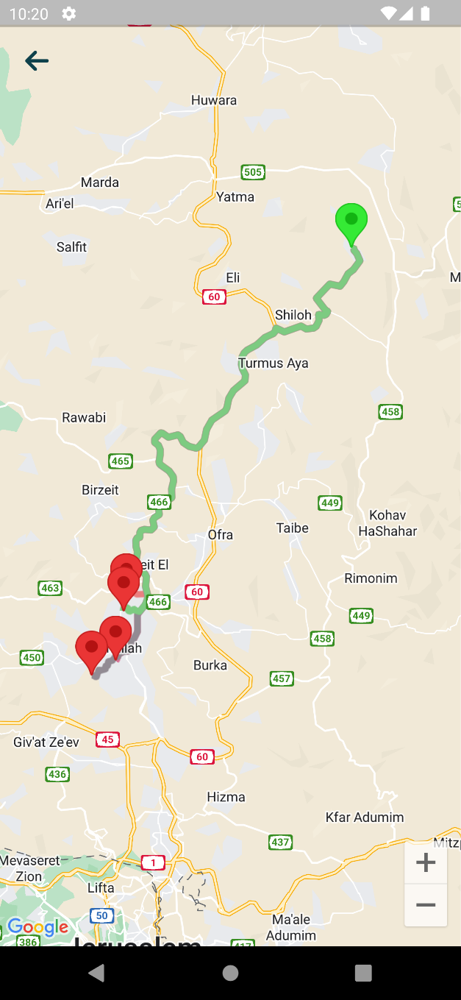 10:20
Huwara
505
Marda
Yatma
Ari'el
Salfit
Eli
60
Shiloh
Turmus Aya
458
Rawabi
465
Birzeit
466
449
Kohav
HaShahar
Taibe
Ofra
eit El
Rimonim
463
60
466
449
458
llah
450
Burka
457
45
Giv'at Ze'ev
60
436
Hizma
Kfar Adumim
437
Mitzp
Mevaseret
Zion
1
Lifta
50
Ma'ale
Adumim
Google
386
Jerusalem
417